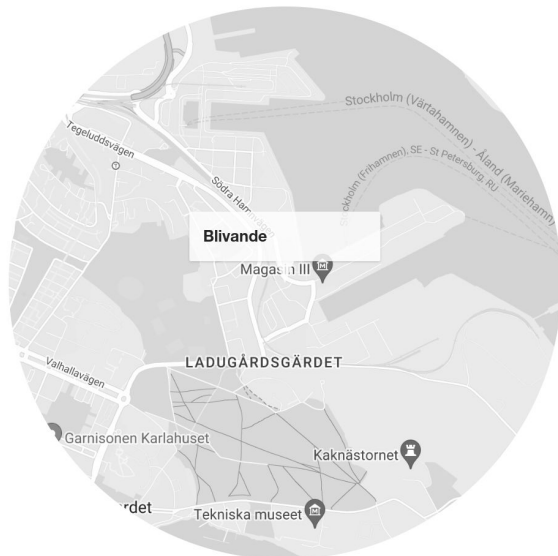 Stockholm (Värtahamnen) - Åland (Mariehamn)
Tegeluddsvägen
Stockholm (Frihamnen), SE - St Petersburg, RU
Södra Ham
Blivande
Magasin III
LADUGÅRDSGÄRDET
Valhallavägen
Garnisonen Karlahuset
Kaknästornet
rdet
Tekniska museet